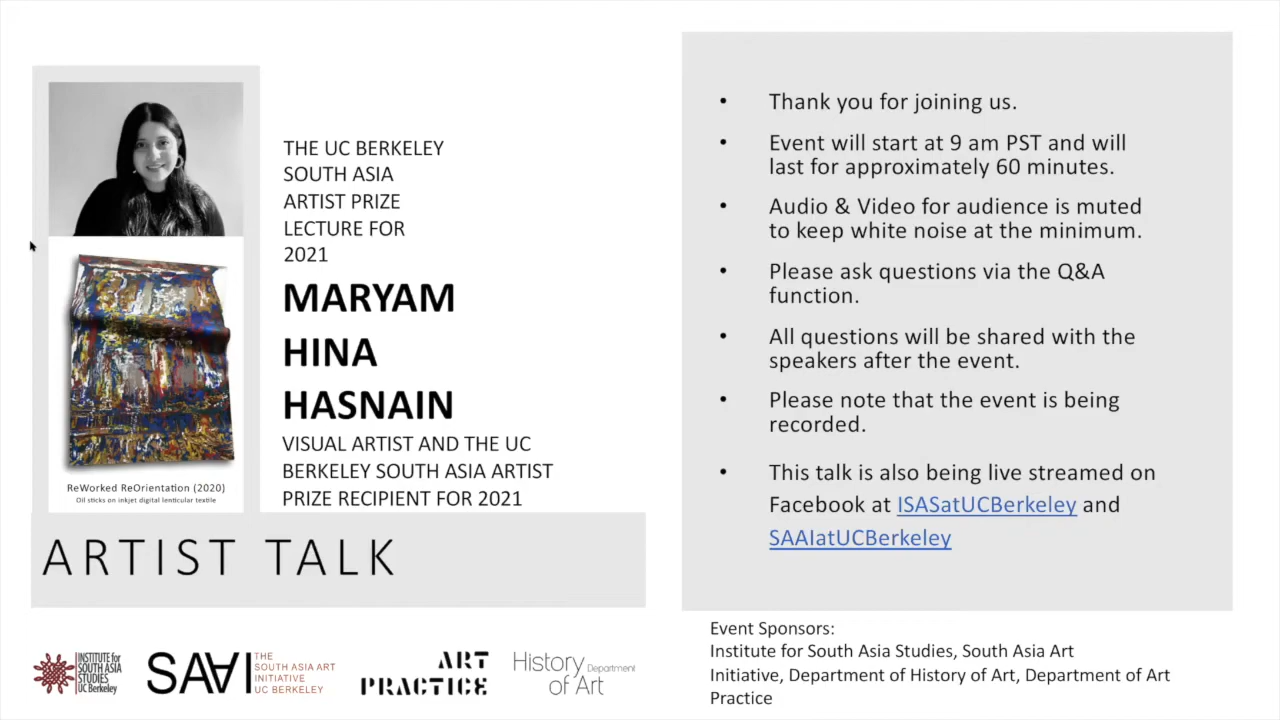 THE UC BERKELEY
SOUTH ASIA
ARTIST PRIZE
LECTURE FOR
2021
MARYAM
HINA
HASNAIN
VISUAL ARTIST AND THE UC
BERKELEY SOUTH ASIA ARTIST
PRIZE RECIPIENT FOR 2021
ReWorked ReOrientation (2020)
Oil sticks on inkjet digital lenticular textile
ARTIST TALK
INSTITUTE for
SOUTH ASIA
STUDIES
UC Berkeley
SAAI
THE
SOUTH ASIA ART
INITIATIVE
UC BERKELEY
ART
PRACTICE
History Department
of Art
• Thank you for joining us.
• Event will start at 9 am PST and will
last for approximately 60 minutes.
• Audio & Video for audience is muted
to keep white noise at the minimum.
• Please ask questions via the Q&A
function.
• All questions will be shared with the
speakers after the event.
• Please note that the event is being
recorded.
• This talk is also being live streamed on
Facebook at ISASatUCBerkeley and
SAAIatUCBerkeley
Event Sponsors:
Institute for South Asia Studies, South Asia Art
Initiative, Department of History of Art, Department of Art
Practice